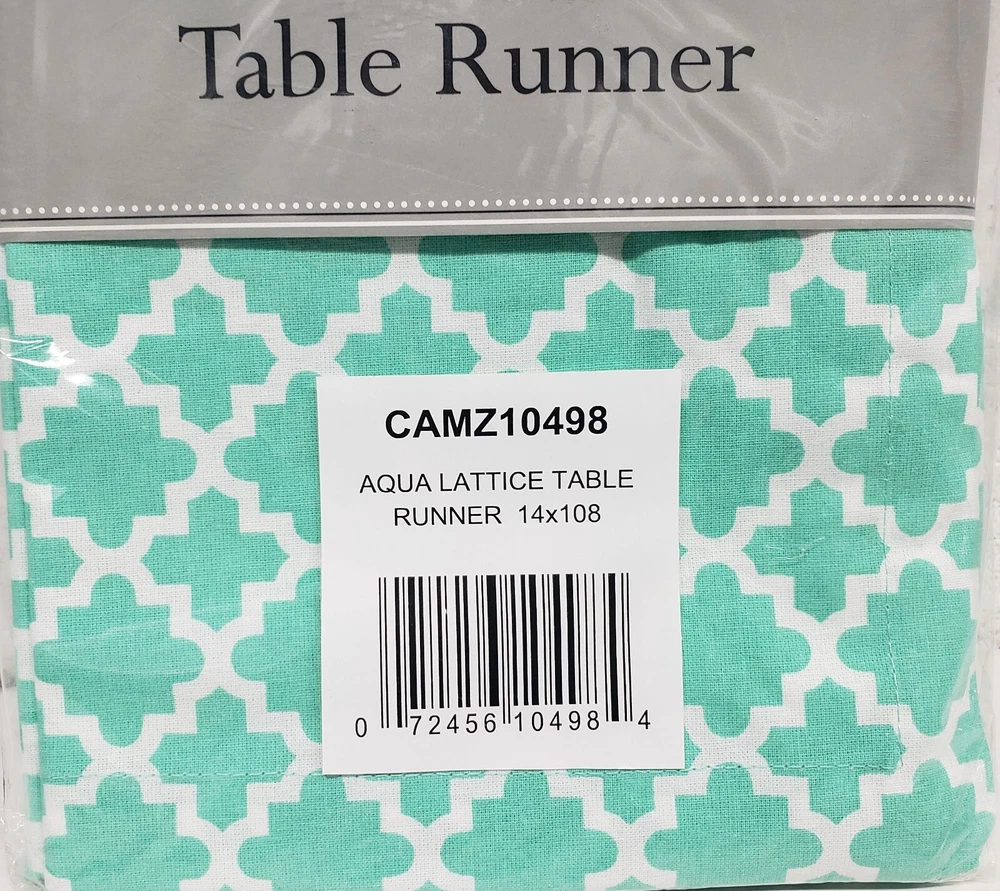 Table Runner
CAMZ10498
AQUA LATTICE TABLE
RUNNER 14x108
0 72456 10498 4